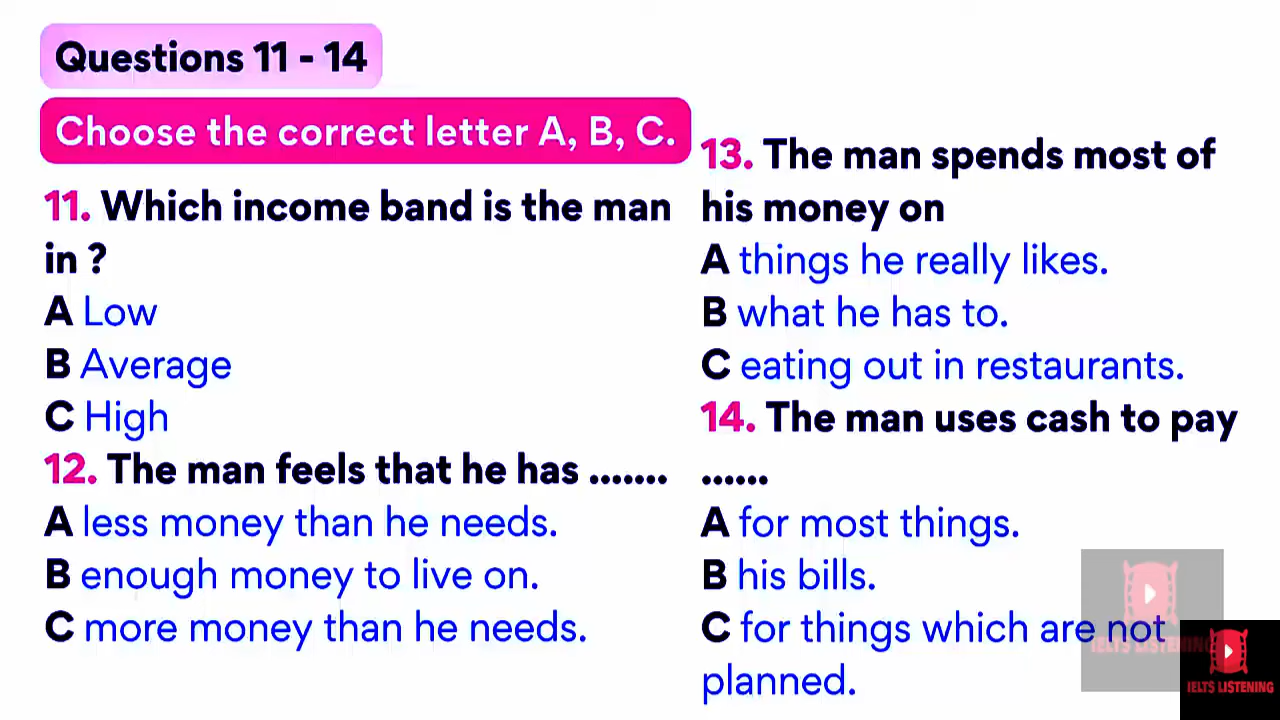 Questions 11 - 14
Choose the correct letter A, B, C.
11. Which income band is the man
in ?
A Low
B Average
C High
12. The man feels that he has .......
A less money than he needs.
B enough money to live on.
C more money than he needs.
13. The man spends most of
his money on
A things he really likes.
B what he has to.
C eating out in restaurants.
14. The man uses cash to pay
......
A for most things.
B his bills.
C for things which are not
planned.
IELTS LISTENING
IELTS LISTENING